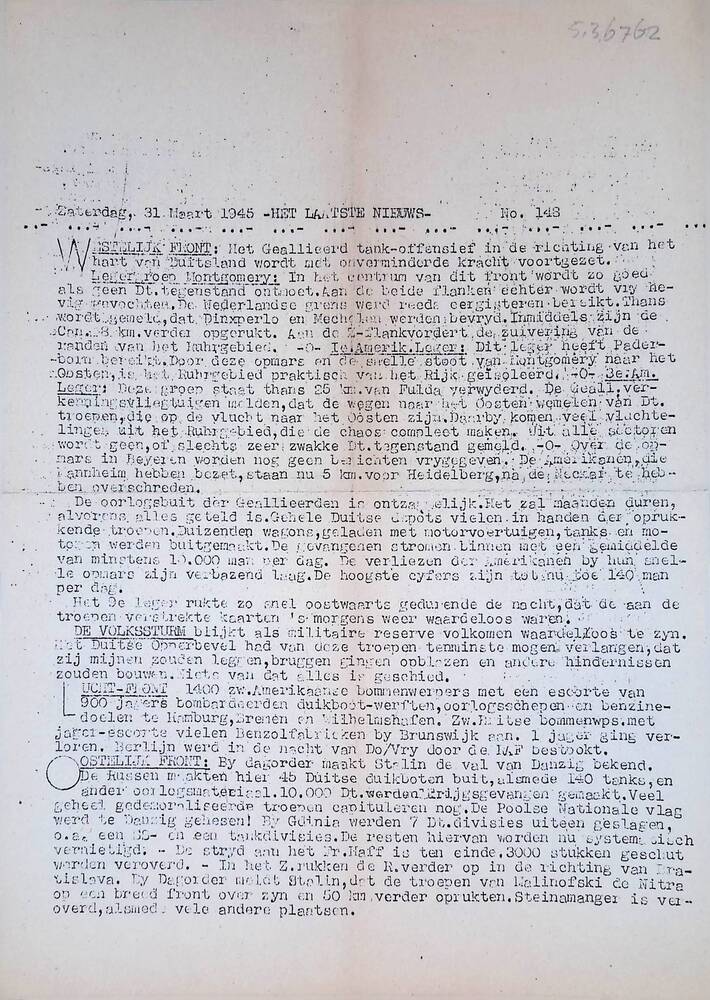 5.3.6762
Zaterdag, 31 Maart 1945 -HET LAATSTE NIEUWS- No. 143
WESTELIJK FRONT: Het Geallieerd tank-offensief in de richting van het
hart van Duitsland wordt met onverminderde kracht voortgezet.
Legergroep Montgomery: In het centrum van dit front wordt zo goed
als geen Dt.tegenstand ontmoet.Aan de beide flanken echter wordt vry he-
vig gevochten.De Nederlandse grens werd reeds eergisteren bereikt.Thans
wordt gemeld,dat Dinxperlo en Mechelen werden bevryd.Inmiddels zijn de
Can. 8 km.verder opgerukt. Aan de Z-flankvordert de zuivering van de
randen van het Ruhrgebied. -0- Ie.Amerik.Leger: Dit leger heeft Pader-
born bereikt.Door deze opmars en de snelle stoot van Montgomery naar het
Oosten,is het Ruhrgebied praktisch van het Rijk geïsoleerd. -0- 3e.Am.
Leger: Deze groep staat thans 25 km.van Fulda verwyderd. De Geall.ver-
kenningsvliegtuigen melden,dat de wegen naar het Oosten wemelen van Dt.
troepen,die op de vlucht naar het Oosten zijn.Daarby komen veel vluchte-
lingen uit het Ruhrgebied,die de chaos compleet maken. Uit alle sectoren
wordt geen,of slechts zeer zwakke Dt.tegenstand gemeld. -0- Over de op-
mars in Beyeren worden nog geen berichten vrygegeven. De Amerikanen,die
Mannheim hebben bezet,staan nu 5 km.voor Heidelberg,na de Neckar te heb-
ben overschreden.
De oorlogsbuit der Geallieerden is ontzaggelijk.Het zal maanden duren,
alvorens alles geteld is.Gehele Duitse depots vielen in handen der opruk-
kende troepen.Duizenden wagons,geladen met motorvoertuigen,tanks en mo-
toren werden buitgemaakt.De gevangenen stromen binnen met een gemiddelde
van minstens 10.000 man per dag. De verliezen der Amerikanen by hun snel-
le opmars zijn verbazend laag.De hoogste cyfers zijn totnu toe 140 man
per dag.
Het 9e leger rukte zo snel oostwaarts gedurende de nacht,dat de aan de
troepen verstrekte kaarten 's morgens weer waardeloos waren.
DE VOLKSSTURM blijkt als militaire reserve volkomen waardeloos te zyn.
Het Duitse Opperbevel had van deze troepen tenminste mogen verlangen,dat
zij mijnen zouden leggen,bruggen gingen opblazen en andere hindernissen
zouden bouwen.Niets van dat alles is geschied.
LUCHT-FRONT 1400 zw.Amerikaanse bommenwerpers met een escorte van
900 jagers bombardeerden duikboot-werften,oorlogsschepen en benzine-
doelen te Hamburg,Bremen en Wilhelmshafen. Zw.Britse bommenwps.met
jager-escorte vielen Benzolfabrieken by Brunswijk aan. 1 jager ging ver-
loren. Berlijn werd in de nacht van Do/Vry door de RAF bestookt.
OOSTELIJK FRONT: By dagorder maakt Stalin de val van Danzig bekend.
De Russen maakten hier 45 Duitse duikboten buit,alsmede 140 tanks,en
ander oorlogsmateriaal.10.000 Dt.werden krijgsgevangen gemaakt.Veel
geheel gedemoraliseerde troepen capituleren nog.De Poolse Nationale vlag
werd te Danzig gehesen! By Gdinia werden 7 Dt.divisies uiteen geslagen,
o.a. een SS- en een tankdivisies.De resten hiervan worden nu systematisch
vernietigd. - De stryd aan het Fr.Haff is ten einde.3000 stukken geschut
werden veroverd. - In het Z.rukken de R.verder op in de richting van Bra-
tislava. By Dagorder meldt Stalin,dat de troepen van Malinofski de Nitra
op een breed front over zyn en 50 km.verder oprukten.Steinamanger is ver-
overd,alsmede vele andere plaatsen.